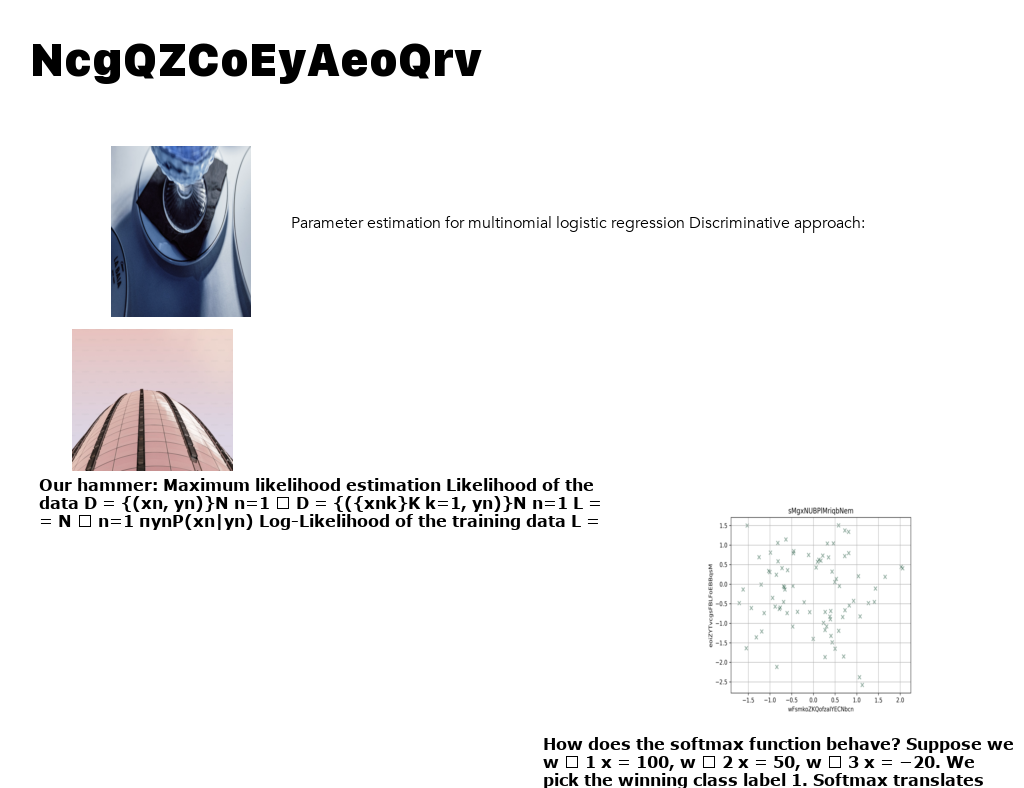 NcgQZCoEyAeoQrv
Parameter estimation for multinomial logistic regression Discriminative approach:
Our hammer: Maximum likelihood estimation Likelihood of the
data D = {(xn, yn)}N n=1 □ D = {({xnk}K k=1, yn)}N n=1 L =
= N □ n=1 πynP(xn|yn) Log-Likelihood of the training data L =
sMgxNUBPlMriqbNem
1.5
1.0
0.5
0.0
−0.5
−1.0
−1.5
−2.0
−2.5
−1.5 −1.0 −0.5 0.0 0.5 1.0 1.5 2.0
How does the softmax function behave? Suppose we
w □ 1 x = 100, w □ 2 x = 50, w □ 3 x = −20. We
pick the winning class label 1. Softmax translates